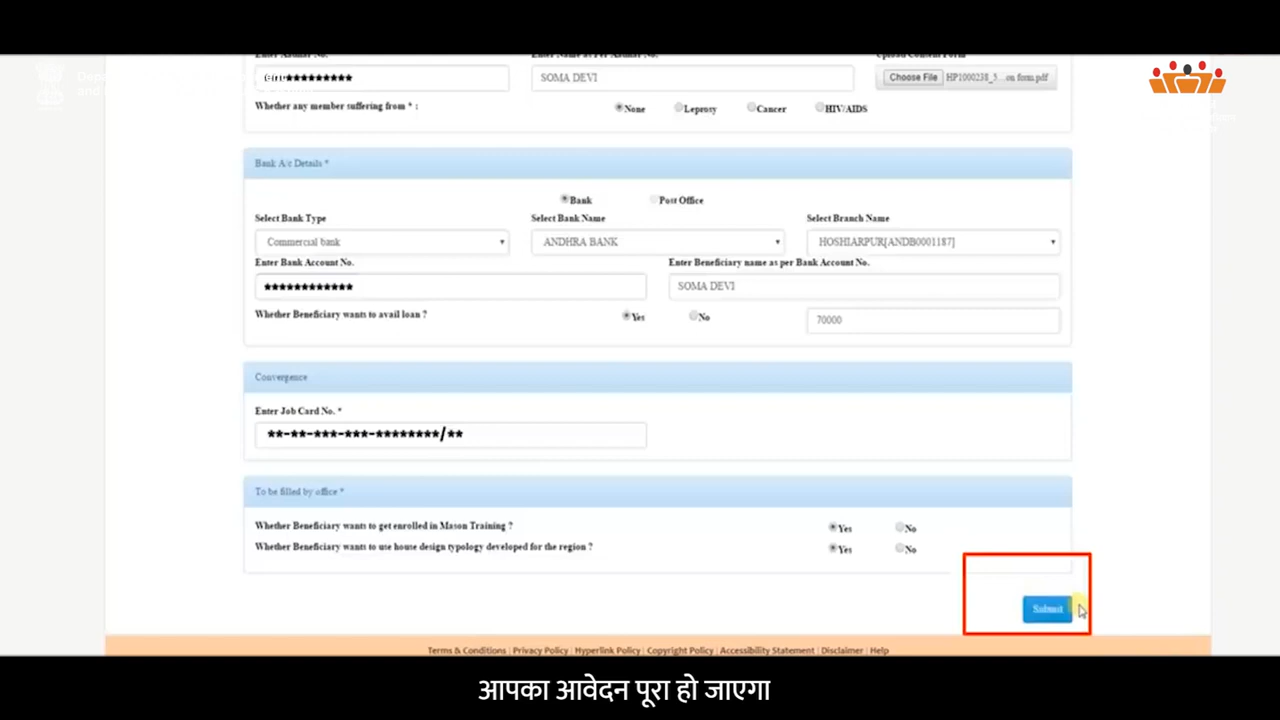 SOMA DEVI
Choose File HP1000238_5...on form.pdf
Whether any member suffering from * :
None Leprosy Cancer HIV/AIDS
Bank A/c Details *
Bank Post Office
Select Bank Type Select Bank Name Select Branch Name
Commercial bank ANDHRA BANK HOSHIARPUR[ANDB0001187]
Enter Bank Account No. Enter Beneficiary name as per Bank Account No.
************ SOMA DEVI
Whether Beneficiary wants to avail loan ? Yes No 70000
Convergence
Enter Job Card No. *
**-**-***-***-********/**
To be filled by office *
Whether Beneficiary wants to get enrolled in Mason Training ? Yes No
Whether Beneficiary wants to use house design typology developed for the region ? Yes No
Submit
Terms & Conditions | Privacy Policy | Hyperlink Policy | Copyright Policy | Accessibility Statement | Disclaimer | Help
आपका आवेदन पूरा हो जाएगा